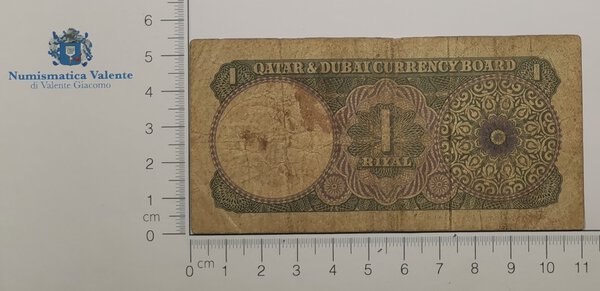 Numismatica Valente
di Valente Giacomo
6
5
4
3
2
1
cm
0
1 QATAR & DUBAI CURRENCY BOARD 1
1
RIYAL
0 cm 1 2 3 4 5 6 7 8 9 10 11